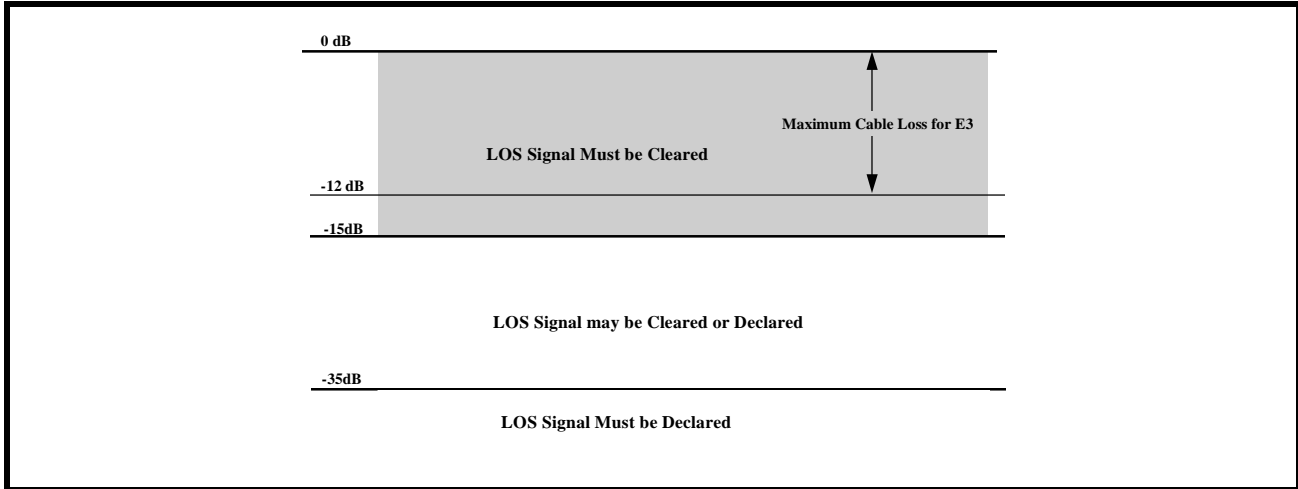 0 dB
Maximum Cable Loss for E3
LOS Signal Must be Cleared
-12 dB
-15dB
LOS Signal may be Cleared or Declared
-35dB
LOS Signal Must be Declared